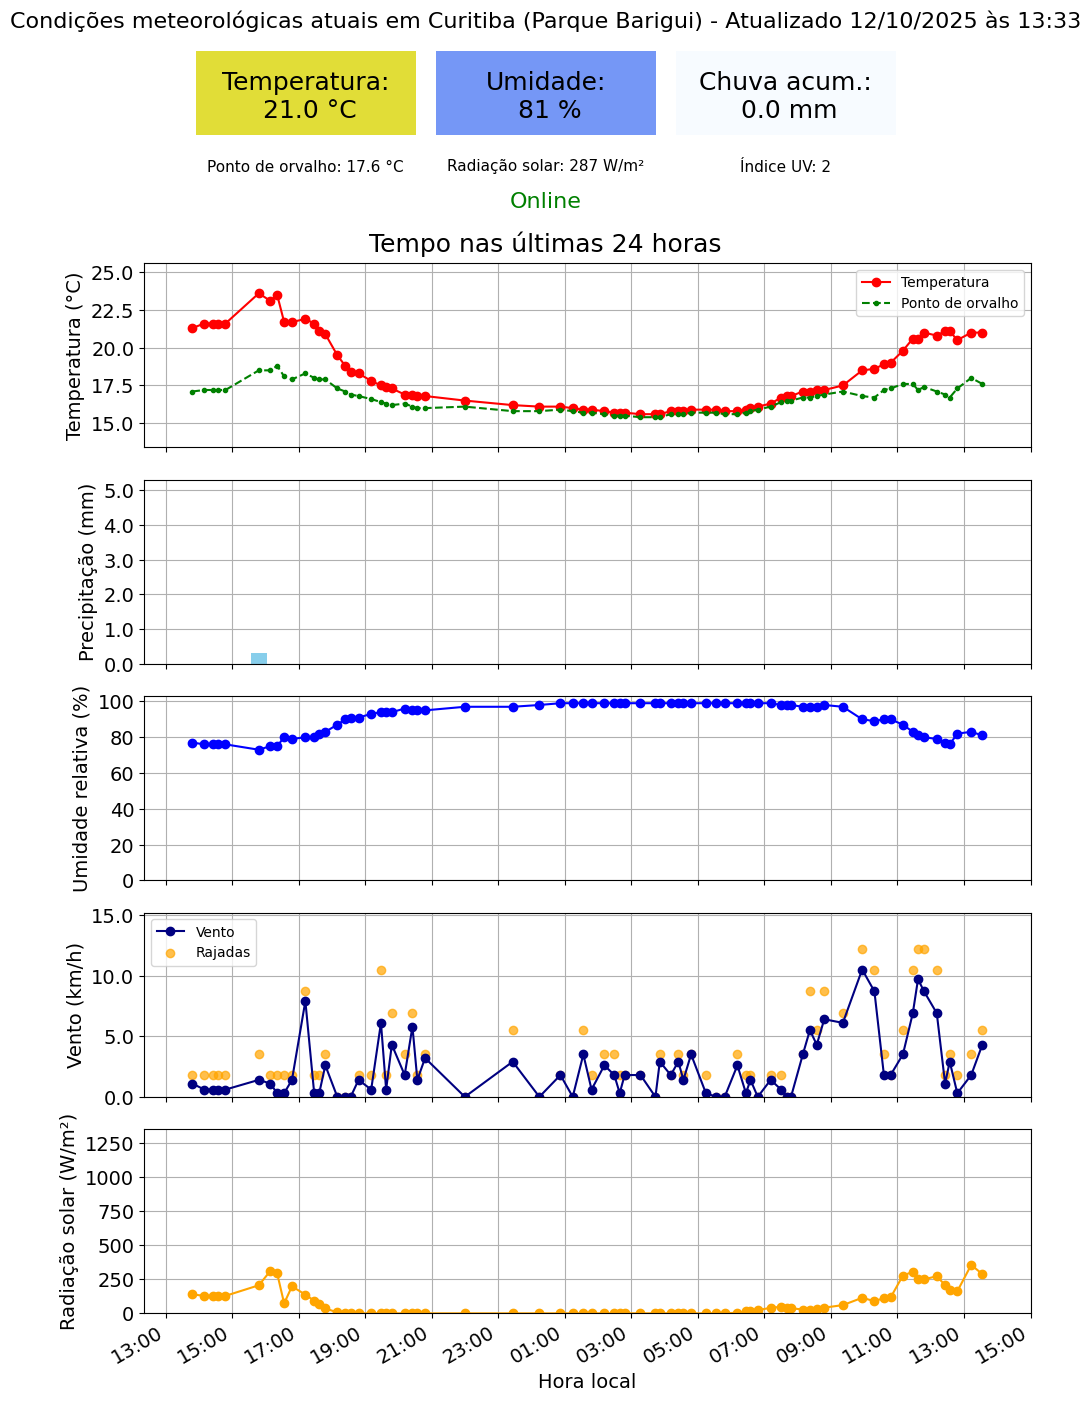 Condições meteorológicas atuais em Curitiba (Parque Barigui) - Atualizado 12/10/2025 às 13:33
Temperatura:
21.0 °C
Umidade:
81 %
Chuva acum.:
0.0 mm
Ponto de orvalho: 17.6 °C
Radiação solar: 287 W/m²
Índice UV: 2
Online
Tempo nas últimas 24 horas
Temperatura (°C)
25.0
22.5
20.0
17.5
15.0
Temperatura
Ponto de orvalho
Precipitação (mm)
5.0
4.0
3.0
2.0
1.0
0.0
Umidade relativa (%)
100
80
60
40
20
0
Vento (km/h)
15.0
10.0
5.0
0.0
Vento
Rajadas
Radiação solar (W/m²)
1250
1000
750
500
250
0
13:00
15:00
17:00
19:00
21:00
23:00
01:00
03:00
05:00
07:00
09:00
11:00
13:00
15:00
Hora local